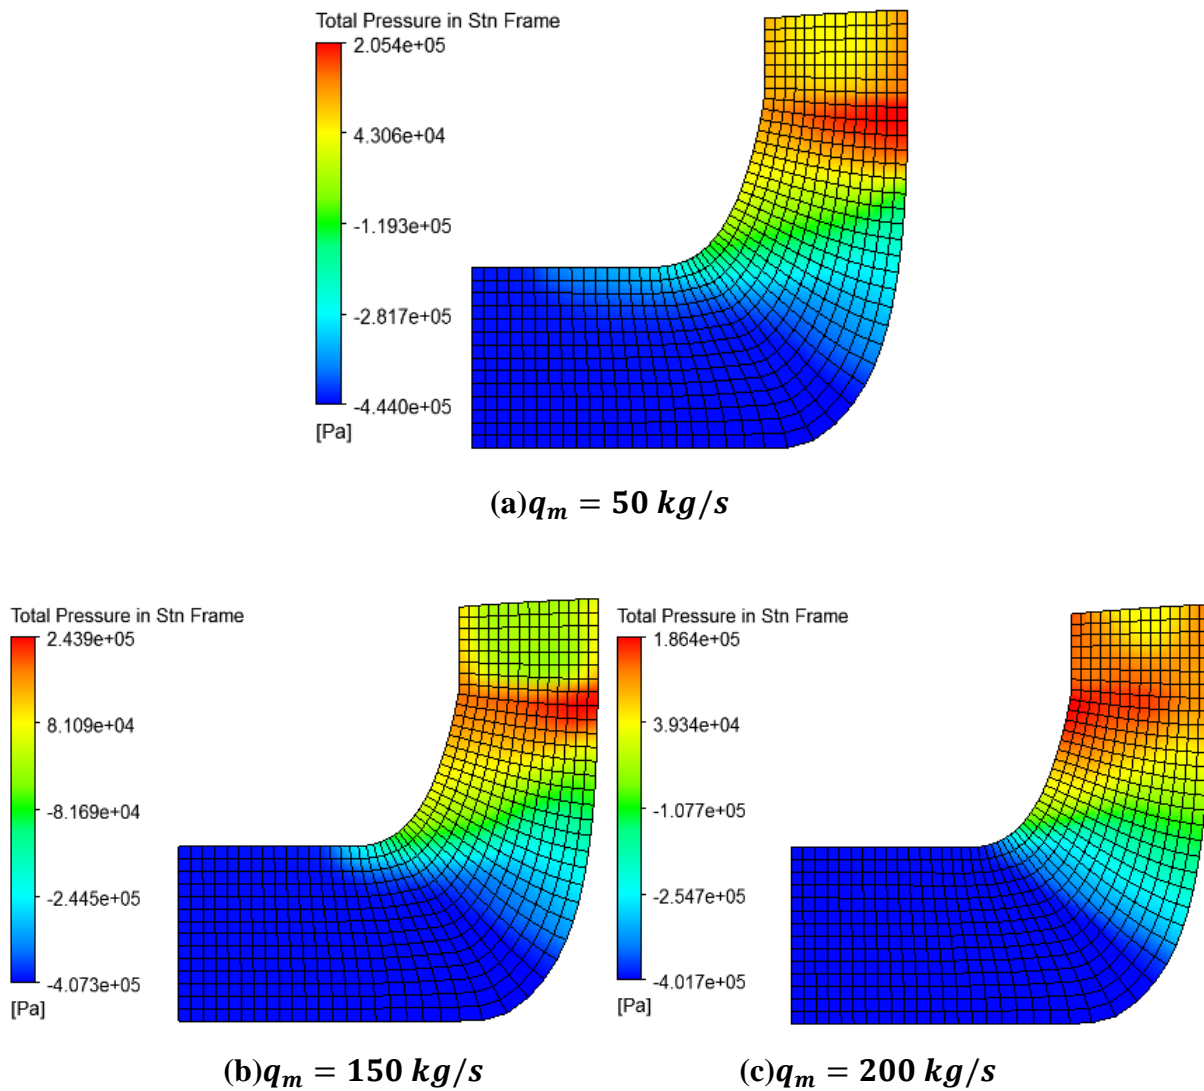 Total Pressure in Stn Frame
2.054e+05
4.306e+04
-1.193e+05
-2.817e+05
-4.440e+05
[Pa]
(a)q_m = 50 kg/s
Total Pressure in Stn Frame
2.439e+05
8.109e+04
-8.169e+04
-2.445e+05
-4.073e+05
[Pa]
(b)q_m = 150 kg/s
Total Pressure in Stn Frame
1.864e+05
3.934e+04
-1.077e+05
-2.547e+05
-4.017e+05
[Pa]
(c)q_m = 200 kg/s